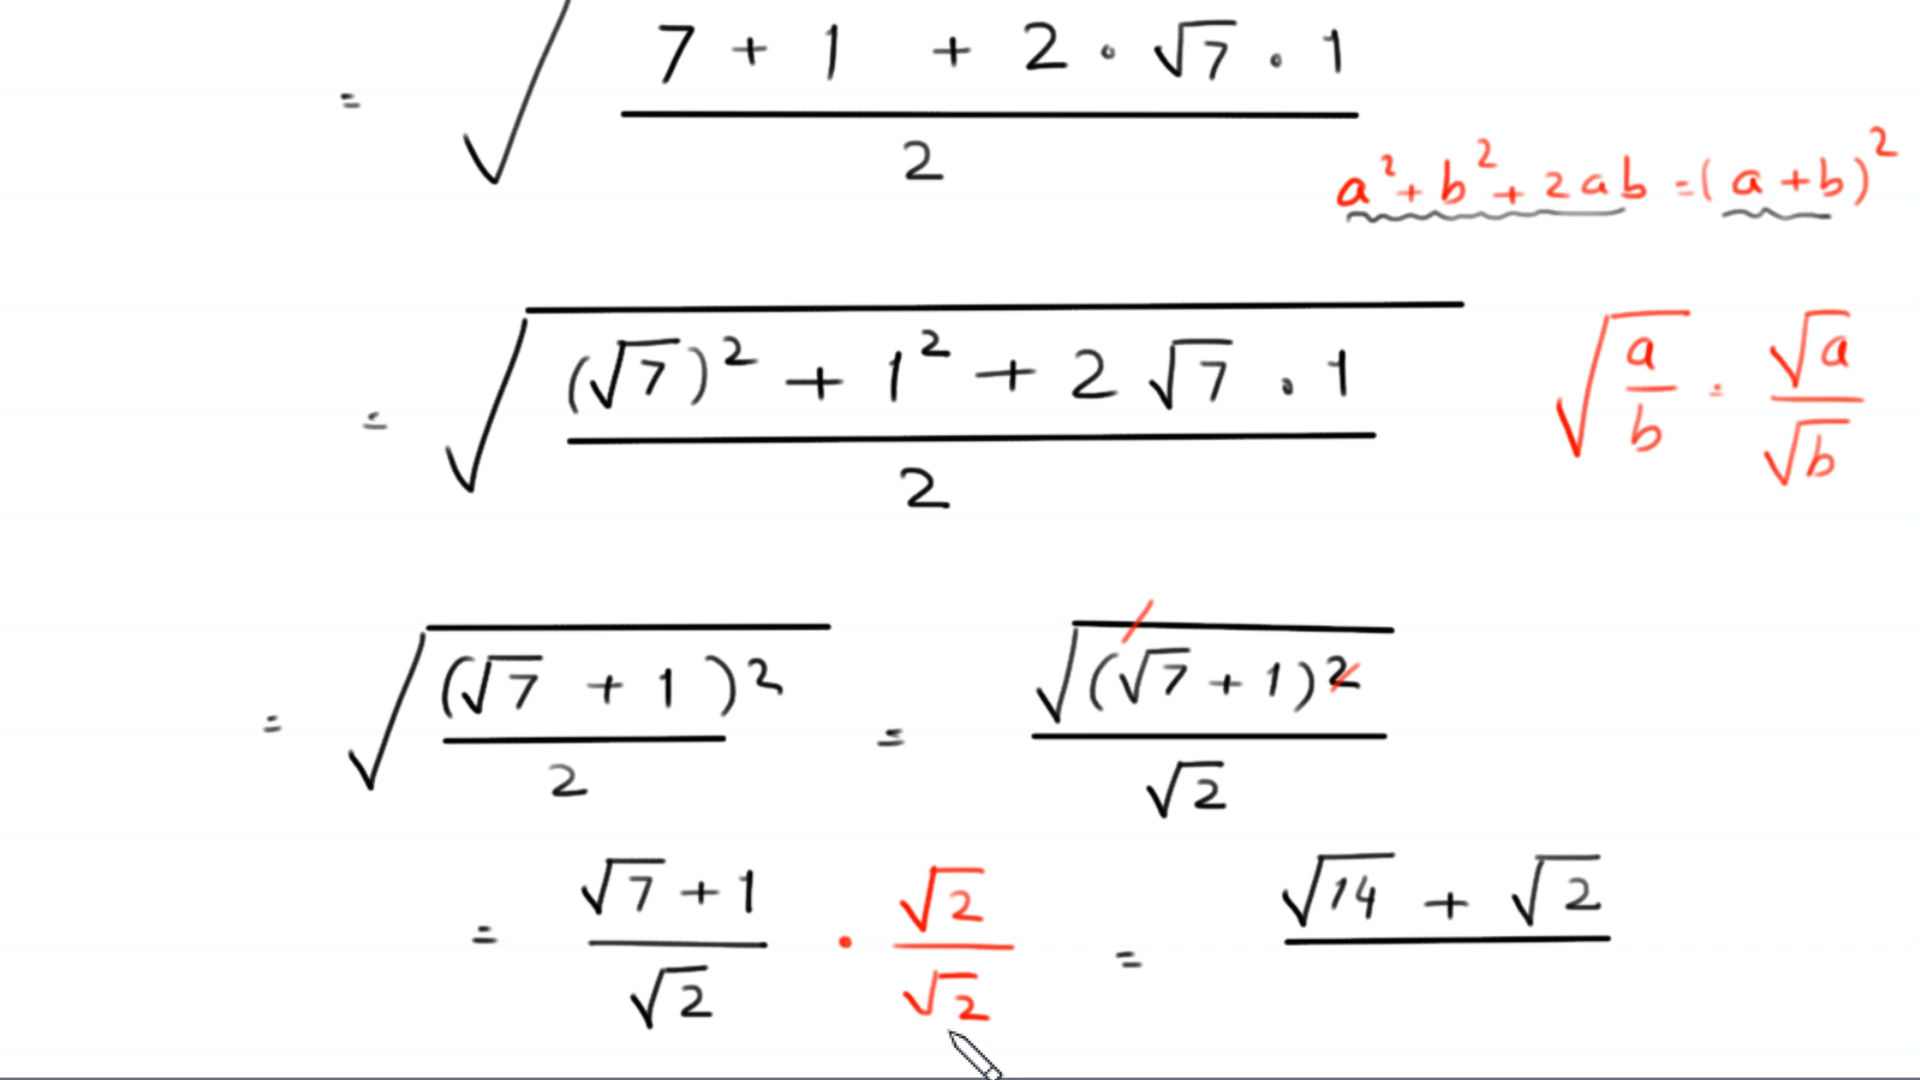 = √ (7 + 1 + 2 · √7 · 1) / 2
a² + b² + 2ab = (a + b)²
= √ ((√7)² + 1² + 2 √7 · 1) / 2
√(a/b) = √a / √b
= √ ((√7 + 1)² / 2) = √(√7 + 1)² / √2
= (√7 + 1) / √2 · √2 / √2 = √14 + √2